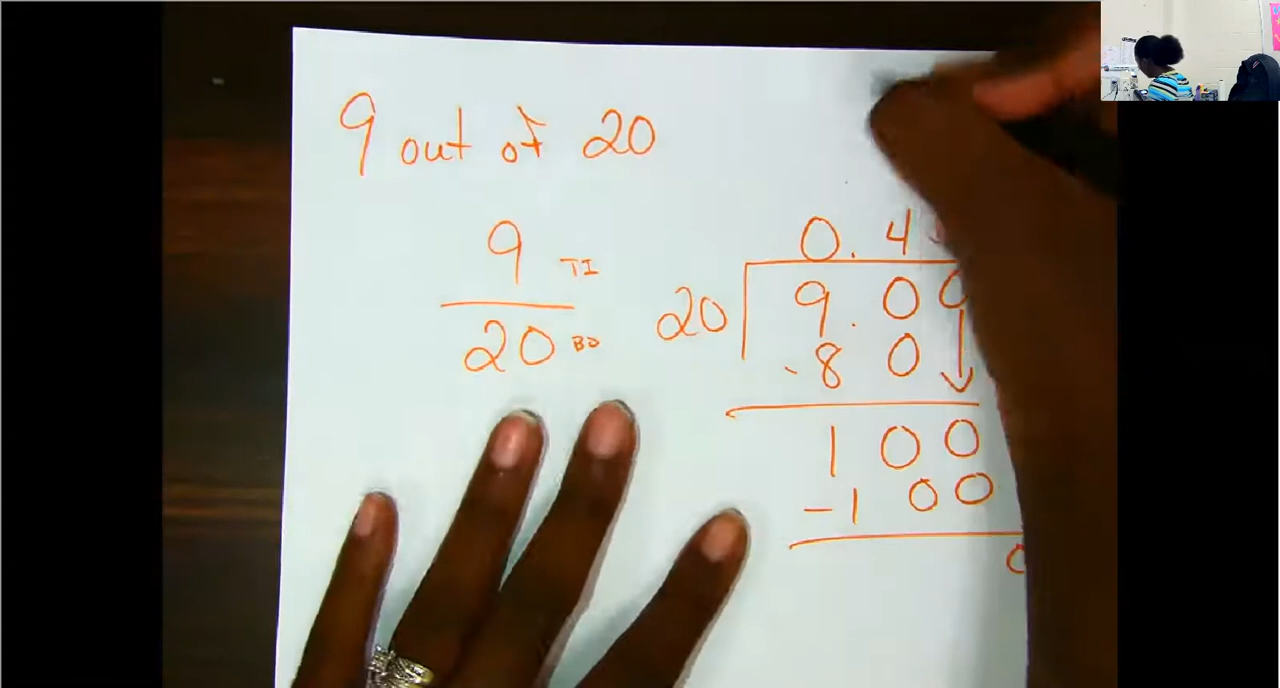 9 out of 20
9 TI
20 BO
0.4
20 9.00
- 8 0
1 0 0
- 1 0 0
0